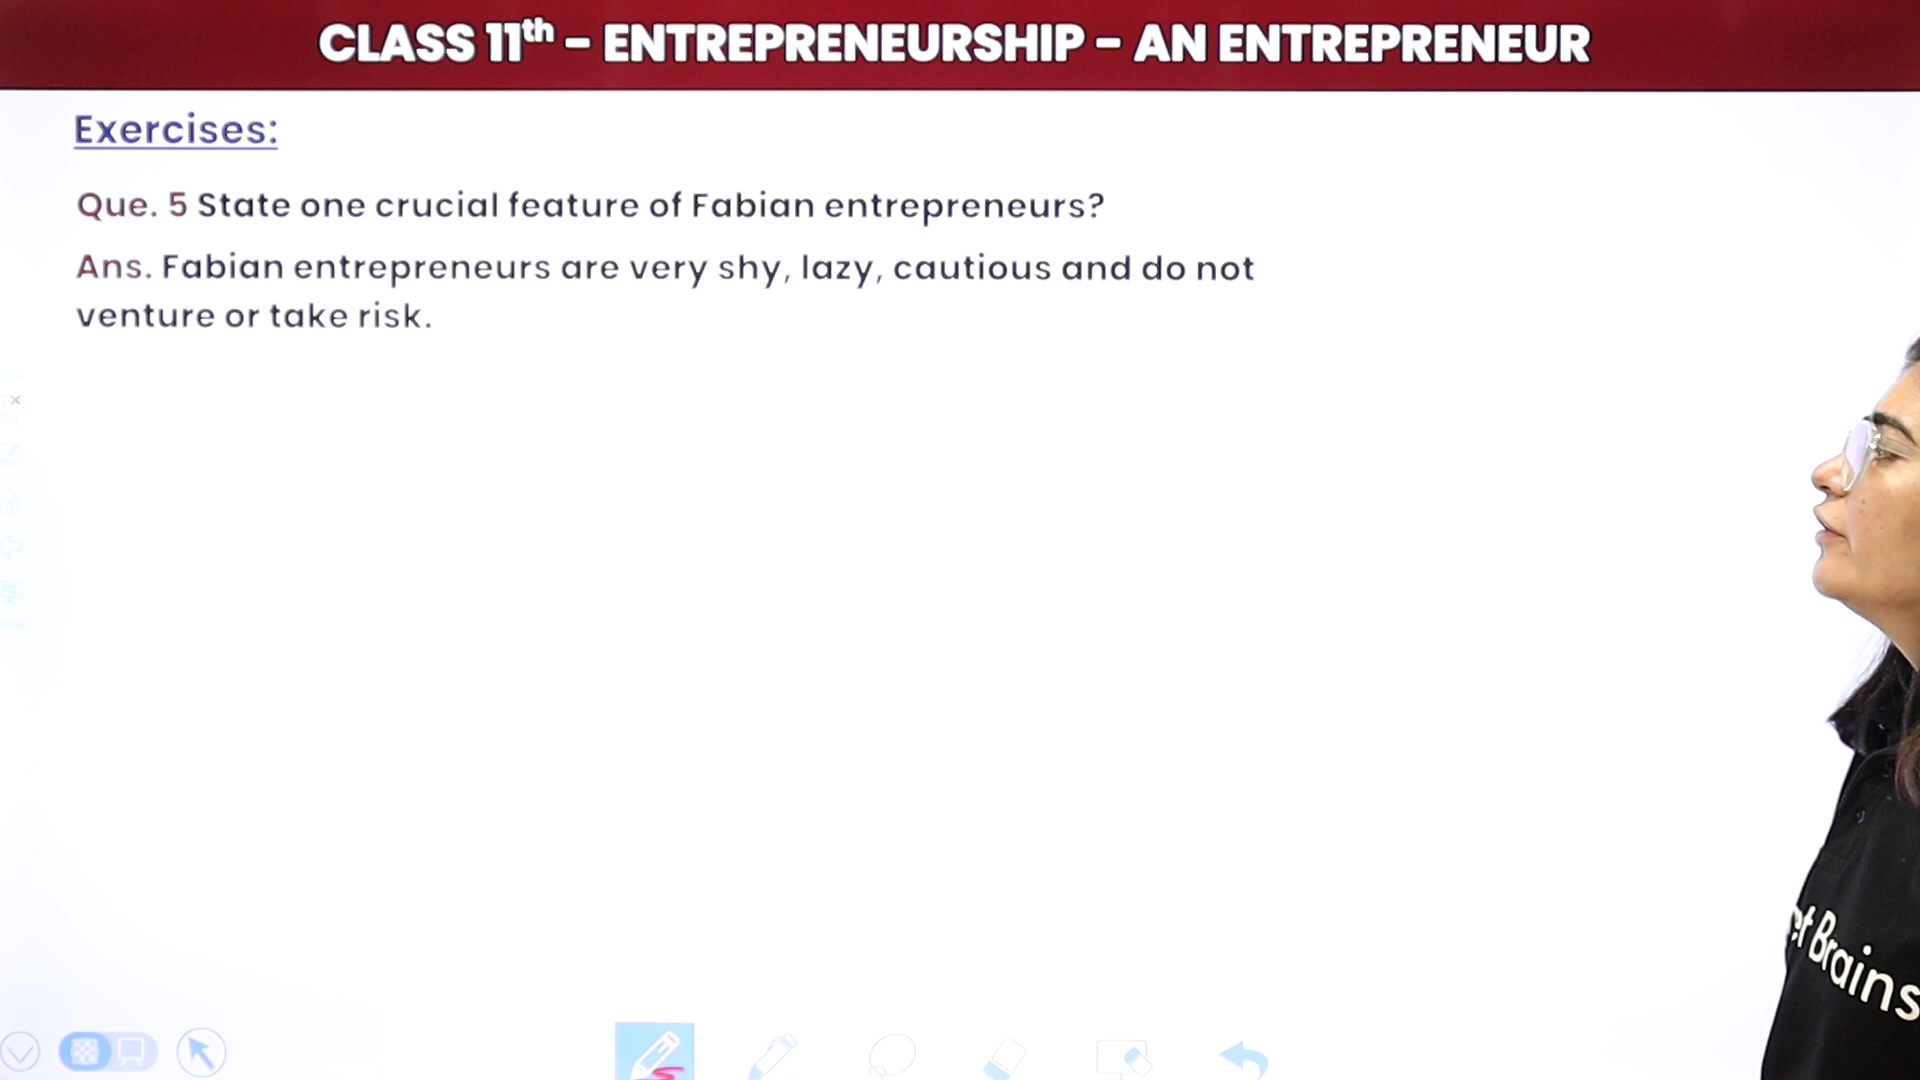 CLASS 11th – ENTREPRENEURSHIP – AN ENTREPRENEUR
Exercises:
Que. 5 State one crucial feature of Fabian entrepreneurs?
Ans. Fabian entrepreneurs are very shy, lazy, cautious and do not
venture or take risk.
et Brains